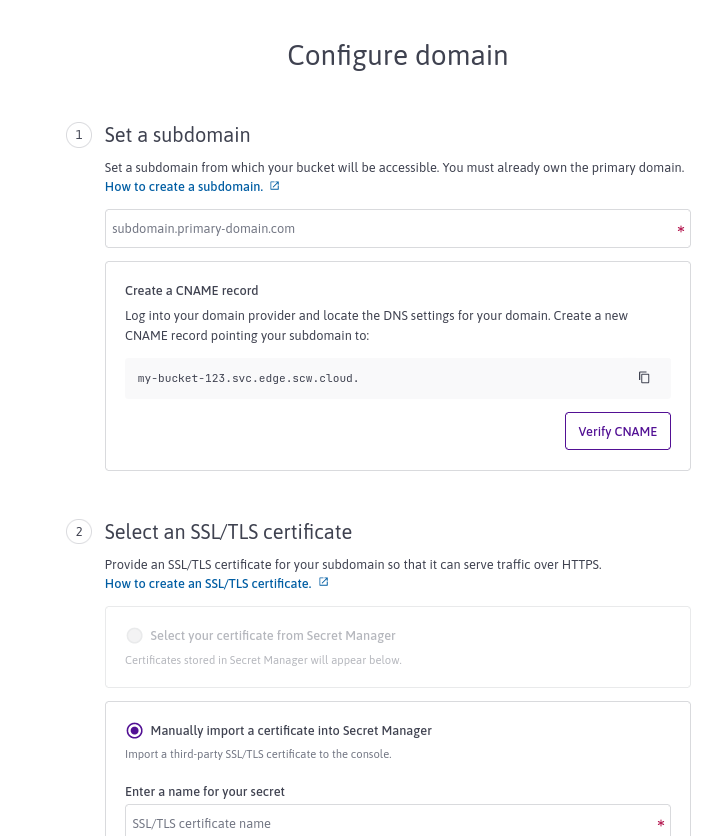 Configure domain
1
Set a subdomain
Set a subdomain from which your bucket will be accessible. You must already own the primary domain.
How to create a subdomain.
subdomain.primary-domain.com *
Create a CNAME record
Log into your domain provider and locate the DNS settings for your domain. Create a new
CNAME record pointing your subdomain to:
my-bucket-123.svc.edge.scw.cloud.
Verify CNAME
2
Select an SSL/TLS certificate
Provide an SSL/TLS certificate for your subdomain so that it can serve traffic over HTTPS.
How to create an SSL/TLS certificate.
Select your certificate from Secret Manager
Certificates stored in Secret Manager will appear below.
Manually import a certificate into Secret Manager
Import a third-party SSL/TLS certificate to the console.
Enter a name for your secret
SSL/TLS certificate name *